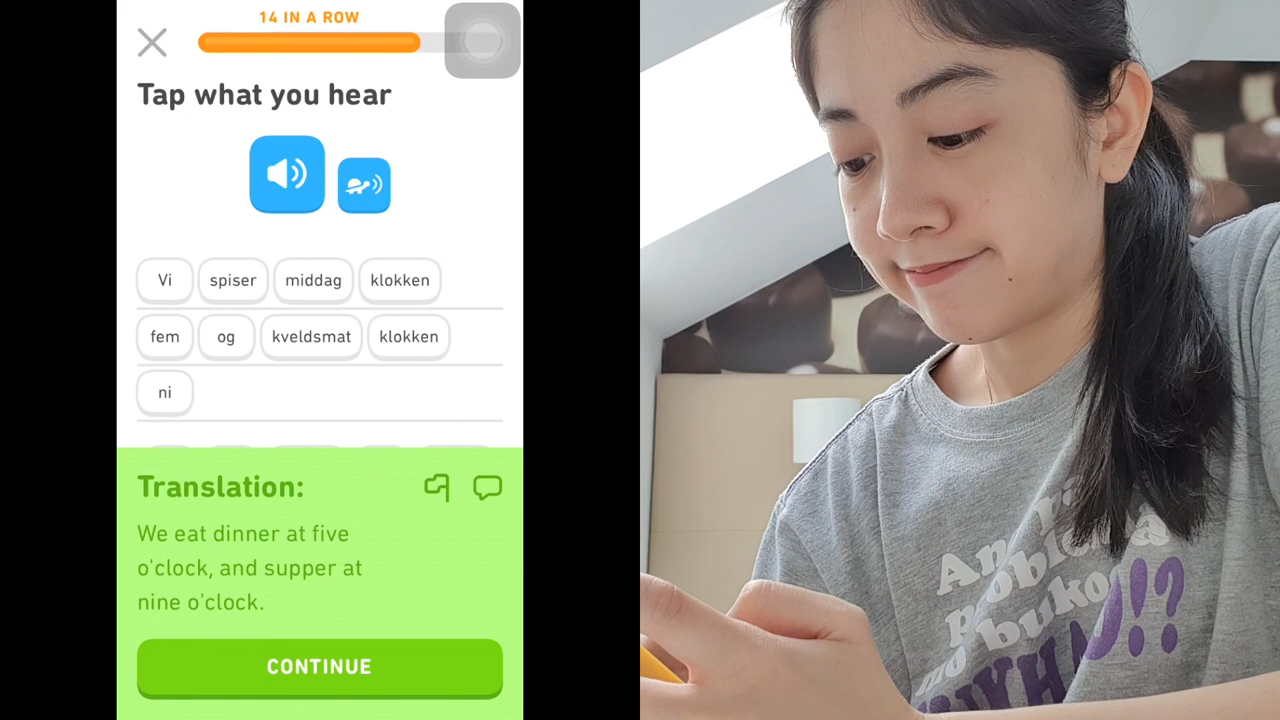 14 IN A ROW
Tap what you hear
Vi spiser middag klokken
fem og kveldsmat klokken
ni
Translation:
We eat dinner at five
o'clock, and supper at
nine o'clock.
CONTINUE
!?